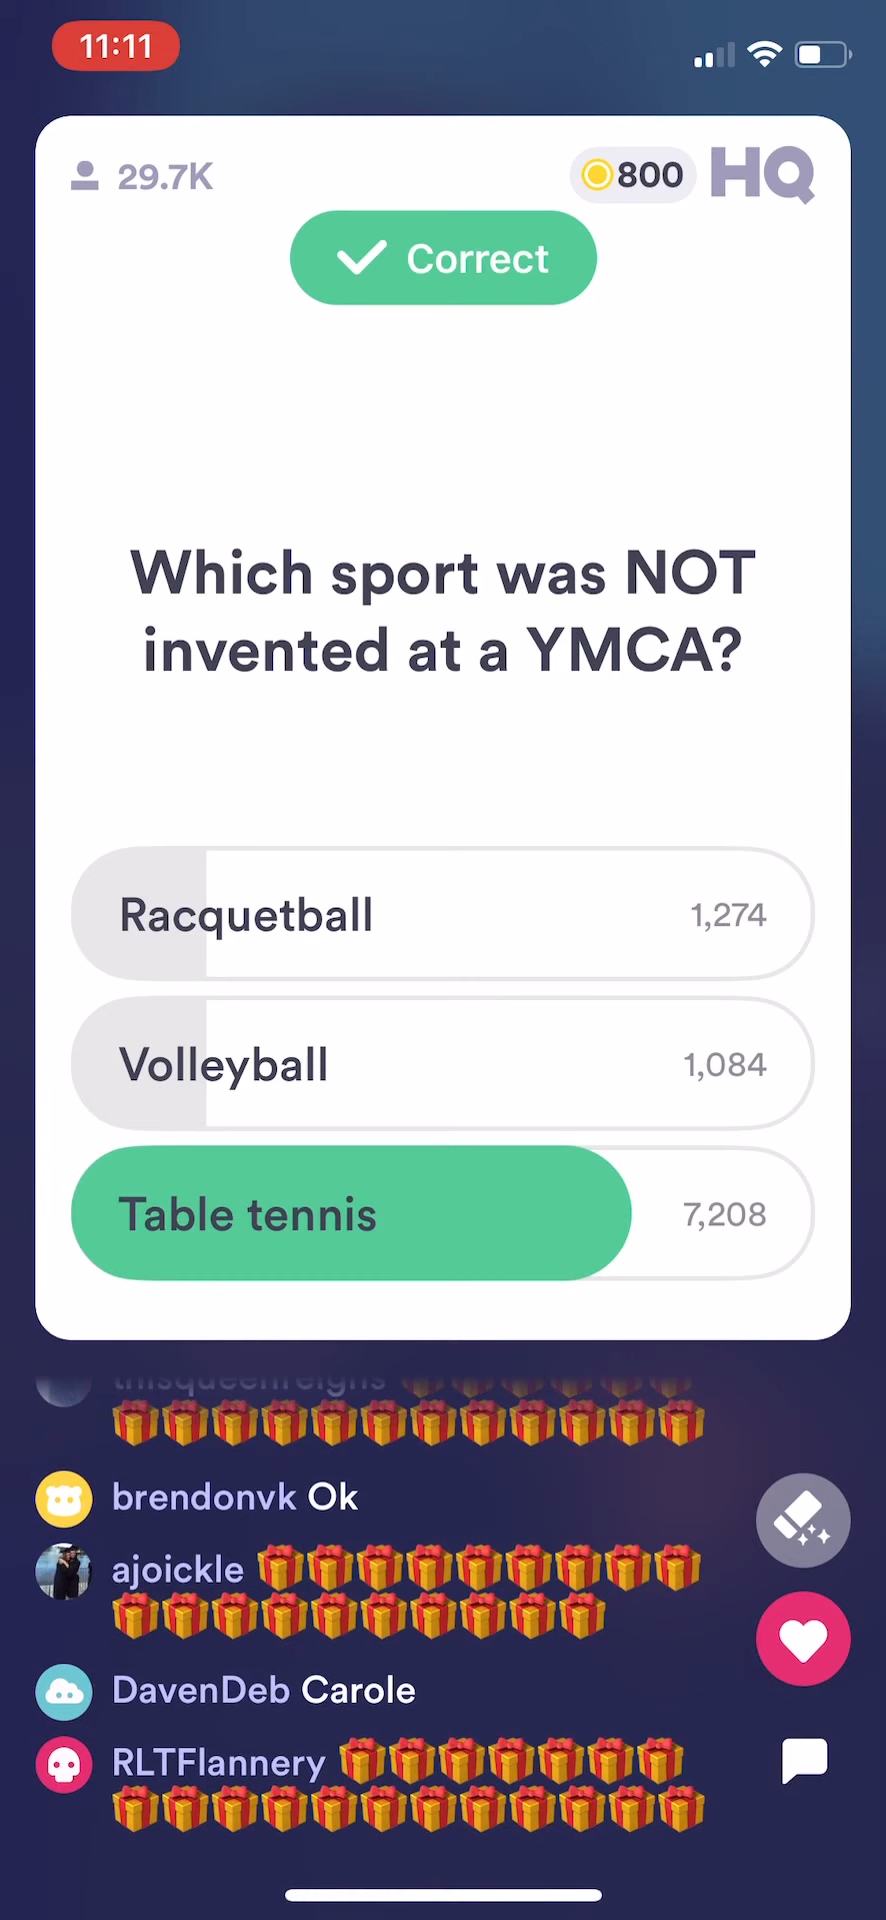 11:11
29.7K
800 HQ
Correct
Which sport was NOT
invented at a YMCA?
Racquetball 1,274
Volleyball 1,084
Table tennis 7,208
thisqueenreigns
brendonvk Ok
ajoickle
DavenDeb Carole
RLTFlannery